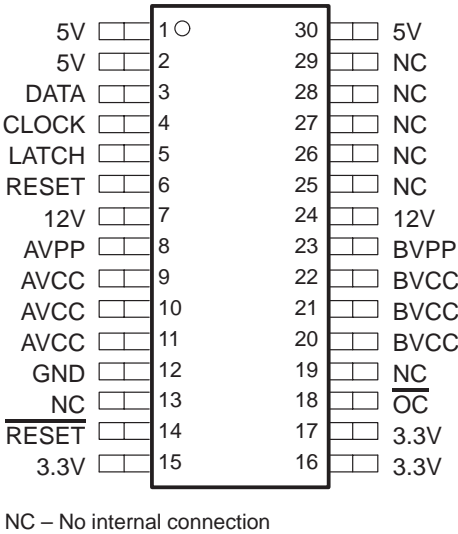 5V 1 30 5V
5V 2 29 NC
DATA 3 28 NC
CLOCK 4 27 NC
LATCH 5 26 NC
RESET 6 25 NC
12V 7 24 12V
AVPP 8 23 BVPP
AVCC 9 22 BVCC
AVCC 10 21 BVCC
AVCC 11 20 BVCC
GND 12 19 NC
NC 13 18 O̅C̅
R̅E̅S̅E̅T̅ 14 17 3.3V
3.3V 15 16 3.3V
NC – No internal connection